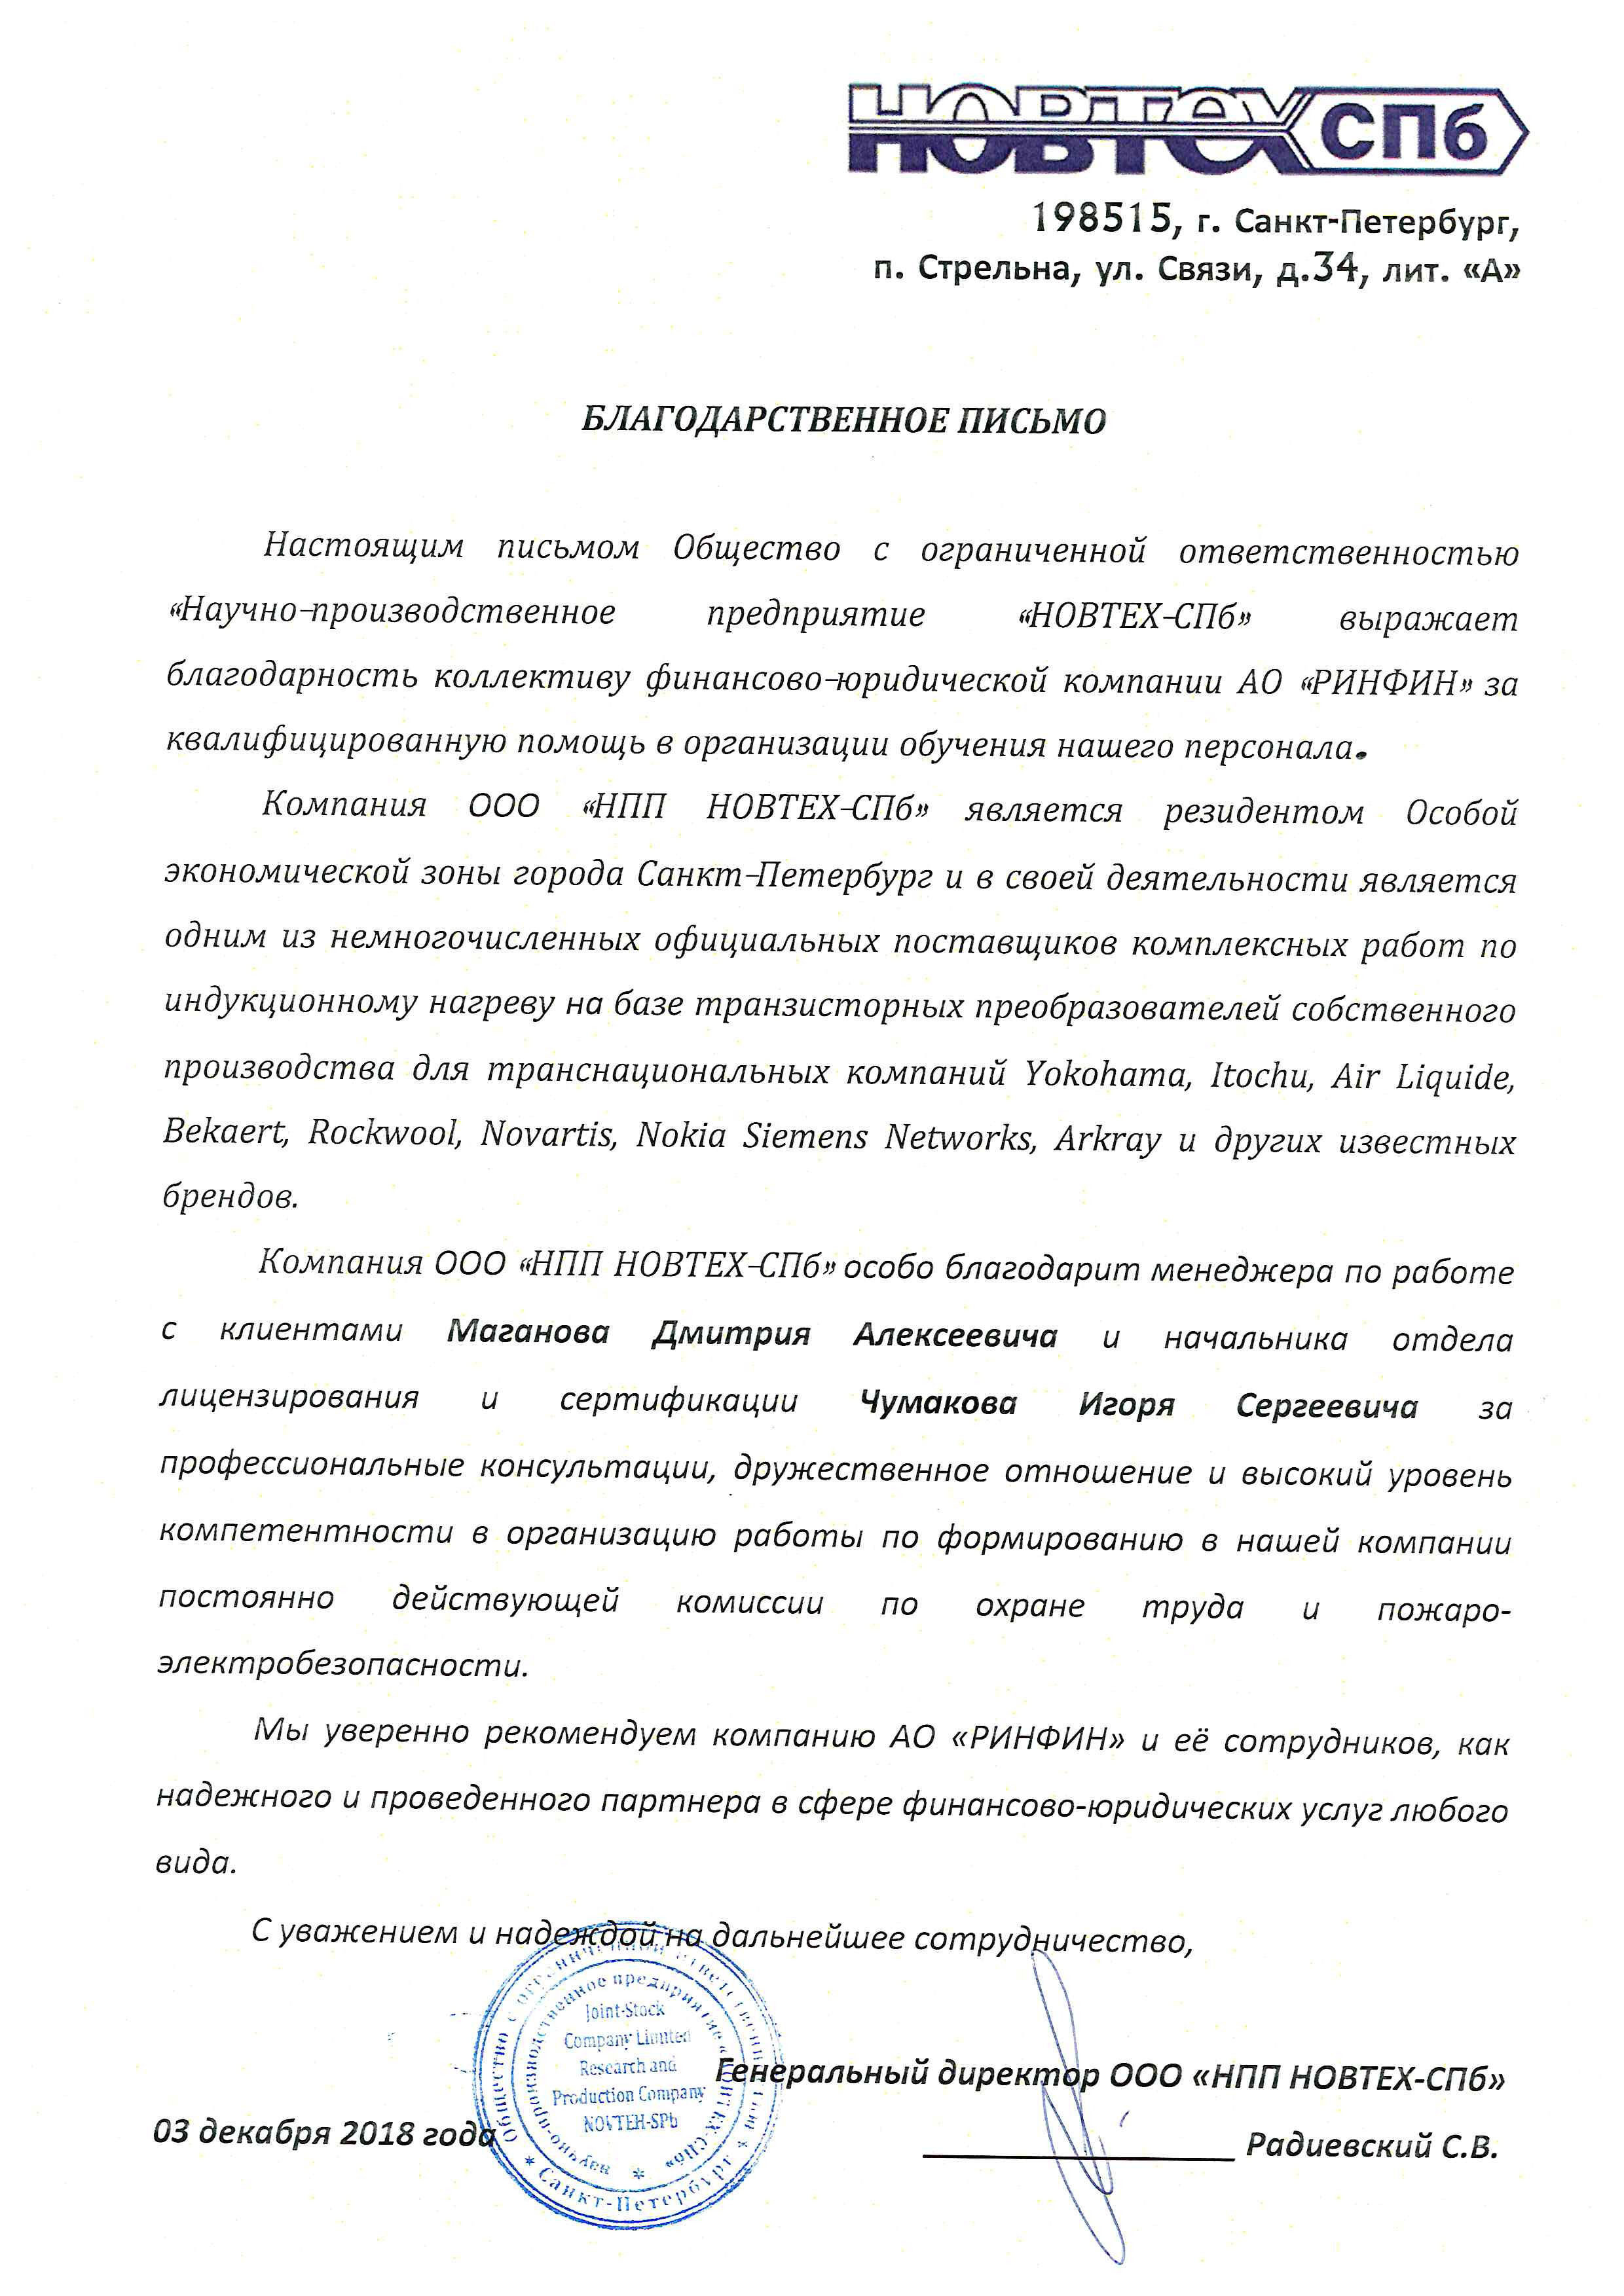 НОВТЕХ СПб
198515, г. Санкт-Петербург,
п. Стрельна, ул. Связи, д.34, лит. «А»
БЛАГОДАРСТВЕННОЕ ПИСЬМО
Настоящим письмом Общество с ограниченной ответственностью
«Научно-производственное предприятие «НОВТЕХ-СПб» выражает
благодарность коллективу финансово-юридической компании АО «РИНФИН» за
квалифицированную помощь в организации обучения нашего персонала.
Компания ООО «НПП НОВТЕХ-СПб» является резидентом Особой
экономической зоны города Санкт-Петербург и в своей деятельности является
одним из немногочисленных официальных поставщиков комплексных работ по
индукционному нагреву на базе транзисторных преобразователей собственного
производства для транснациональных компаний Yokohama, Itochu, Air Liquide,
Bekaert, Rockwool, Novartis, Nokia Siemens Networks, Arkray и других известных
брендов.
Компания ООО «НПП НОВТЕХ-СПб» особо благодарит менеджера по работе
с клиентами Маганова Дмитрия Алексеевича и начальника отдела
лицензирования и сертификации Чумакова Игоря Сергеевича за
профессиональные консультации, дружественное отношение и высокий уровень
компетентности в организацию работы по формированию в нашей компании
постоянно действующей комиссии по охране труда и пожаро-
электробезопасности.
Мы уверенно рекомендуем компанию АО «РИНФИН» и её сотрудников, как
надежного и проведенного партнера в сфере финансово-юридических услуг любого
вида.
С уважением и надеждой на дальнейшее сотрудничество,
Общество с ограниченной ответственностью
* Санкт-Петербург *
Научно-производственное предприятие «НОВТЕХ-СПб» *
Joint-Stock
Company Limited
Research and
Production Company
NOVTEH-SPb
Генеральный директор ООО «НПП НОВТЕХ-СПб»
03 декабря 2018 года
Радиевский С.В.